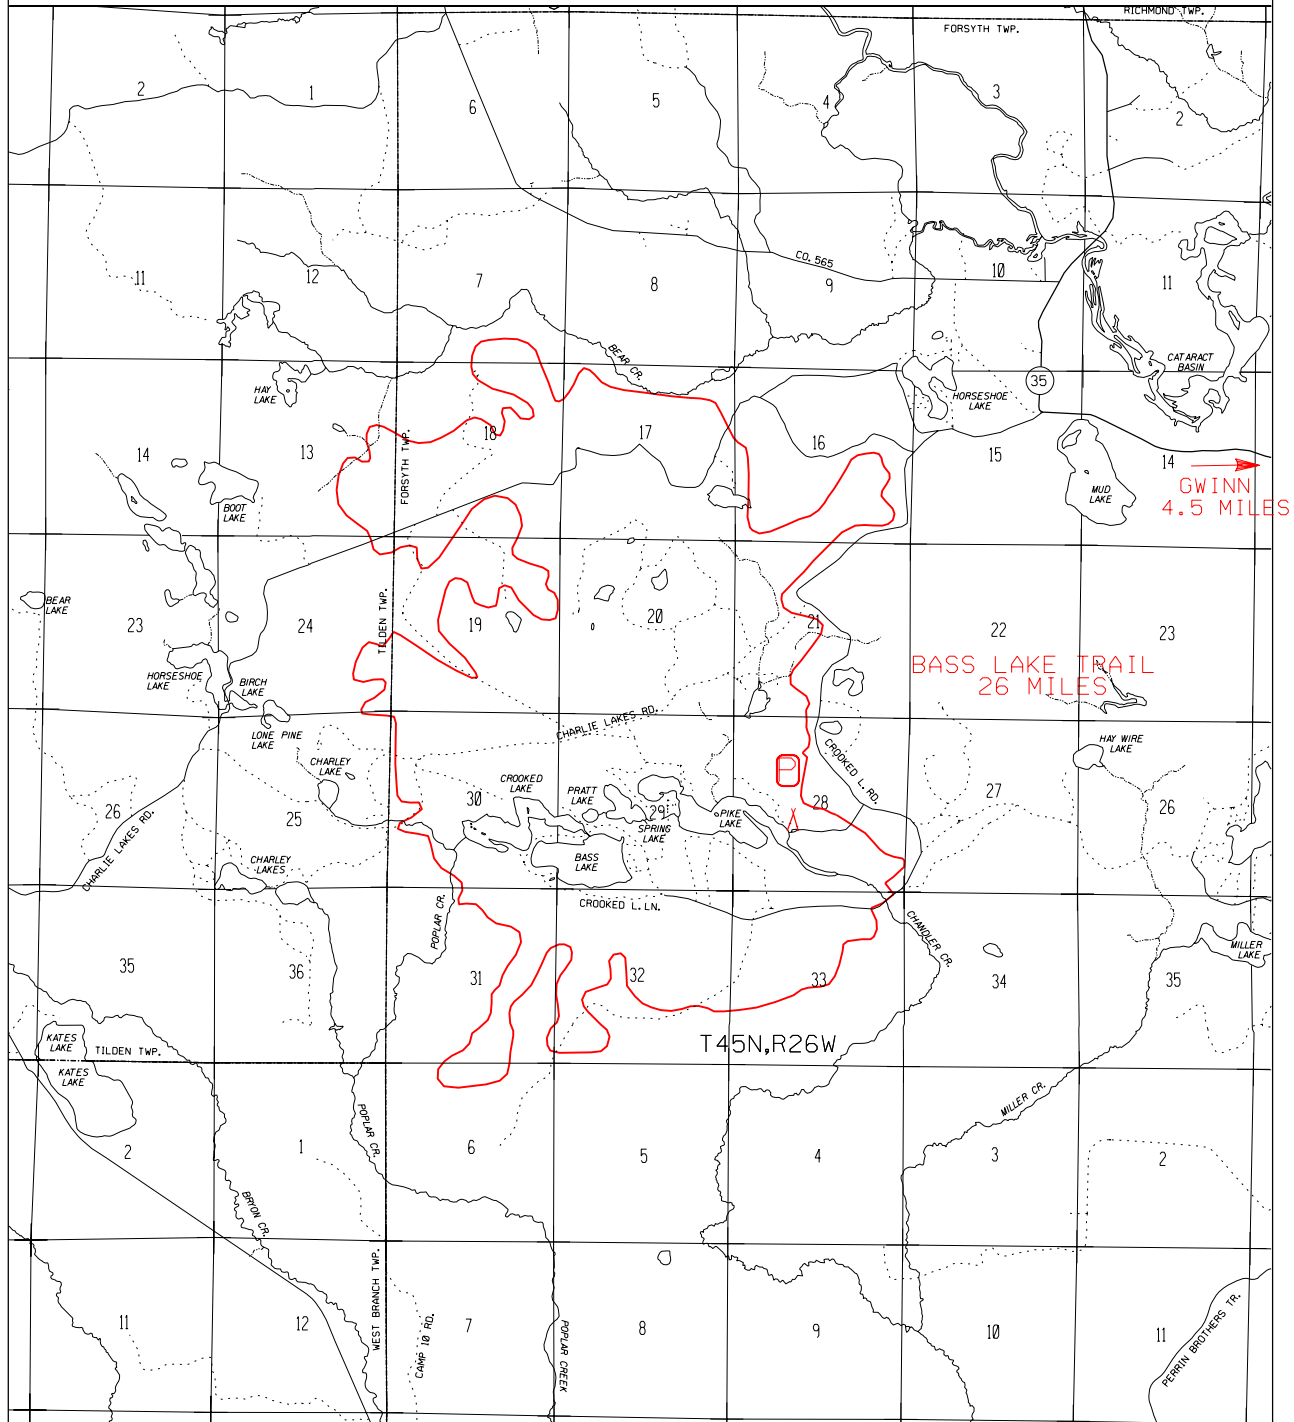 RICHMOND TWP.
FORSYTH TWP.
2
1
6
5
4
3
2
11
12
7
8
CO. 565
9
10
11
BEAR CR.
CATARACT
BASIN
35
HAY
LAKE
HORSESHOE
LAKE
14
13
FORSYTH TWP.
18
17
16
15
14
GWINN
4.5 MILES
BOOT
LAKE
MUD
LAKE
BEAR
LAKE
23
24
TILDEN TWP.
19
20
21
22
23
BASS LAKE TRAIL
26 MILES
HORSESHOE
LAKE
BIRCH
LAKE
LONE PINE
LAKE
CHARLIE LAKES RD.
CROOKED L. RD.
HAY WIRE
LAKE
CHARLEY
LAKE
CROOKED
LAKE
PRATT
LAKE
P
26
CHARLIE LAKES RD.
25
30
29
SPRING
LAKE
PIKE
LAKE
28
27
26
CHARLEY
LAKES
BASS
LAKE
CROOKED L. LN.
POPLAR CR.
CHANDLER CR.
MILLER
LAKE
35
36
31
32
33
34
35
KATES
LAKE
TILDEN TWP.
KATES
LAKE
T45N,R26W
MILLER CR.
POPLAR CR.
2
1
6
5
4
3
2
BRYON CR.
WEST BRANCH TWP.
CAMP 10 RD.
POPLAR CREEK
PERRIN BROTHERS TR.
11
12
7
8
9
10
11